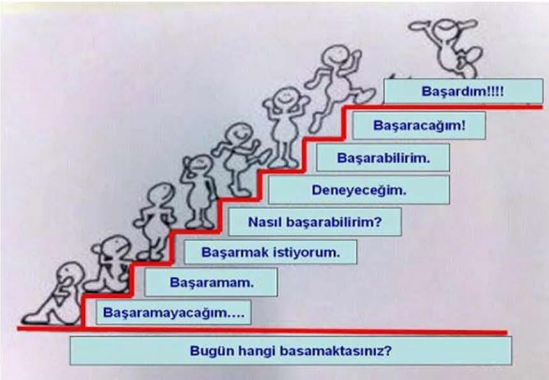 Başardım!!!!
Başaracağım!
Başarabilirim.
Deneyeceğim.
Nasıl başarabilirim?
Başarmak istiyorum.
Başaramam.
Başaramayacağım....
Bugün hangi basamaktasınız?